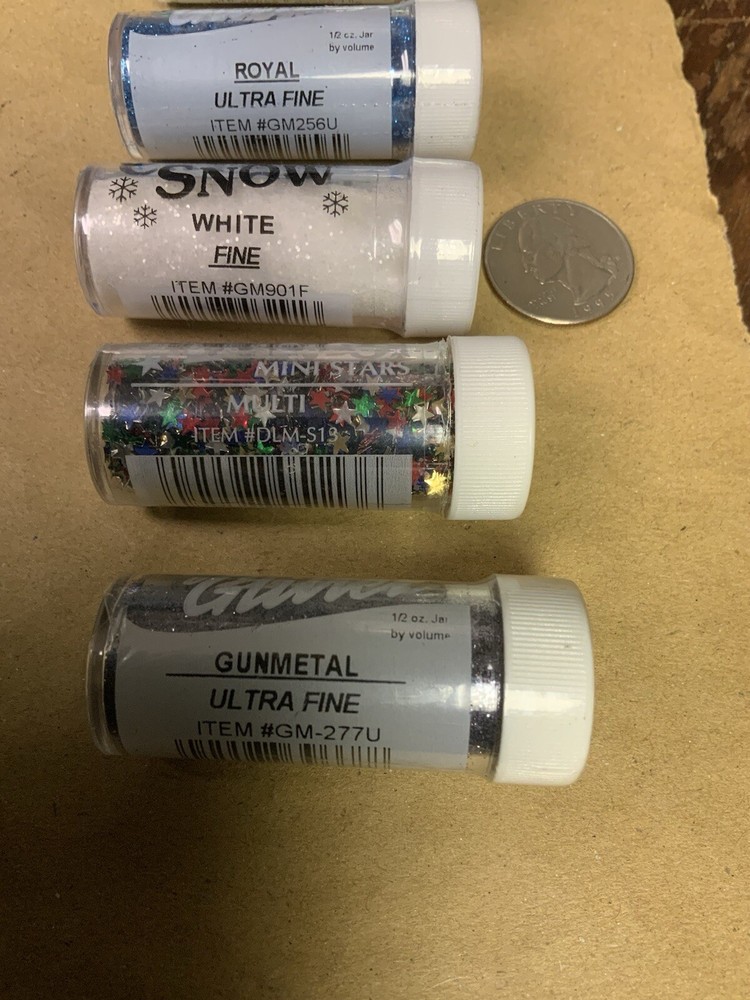 1/2 oz. Jar
by volume
ROYAL
ULTRA FINE
ITEM #GM256U
SNOW
WHITE
FINE
ITEM #GM901F
LIBERTY
MINI STARS
MULTI
ITEM #DLM-S13
1/2 oz. Jar
by volume
GUNMETAL
ULTRA FINE
ITEM #GM-277U